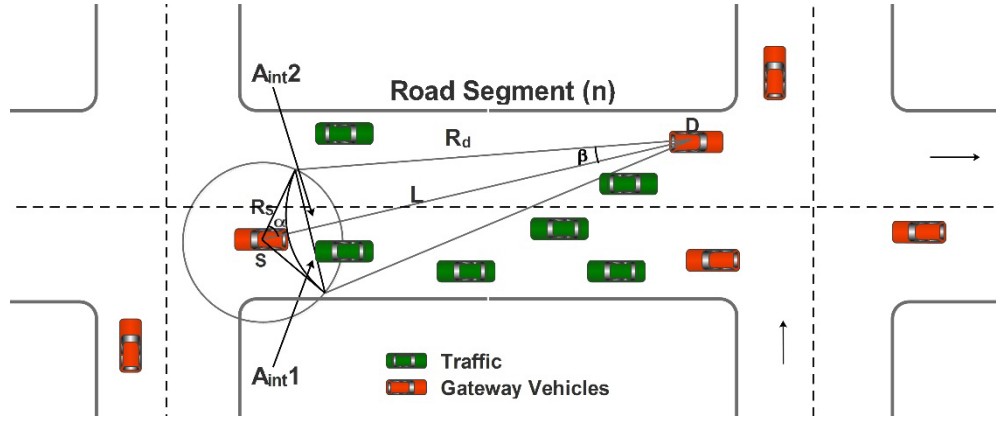 Aint2
Road Segment (n)
D
Rd
β
L
Rs
α
S
Aint1
Traffic
Gateway Vehicles